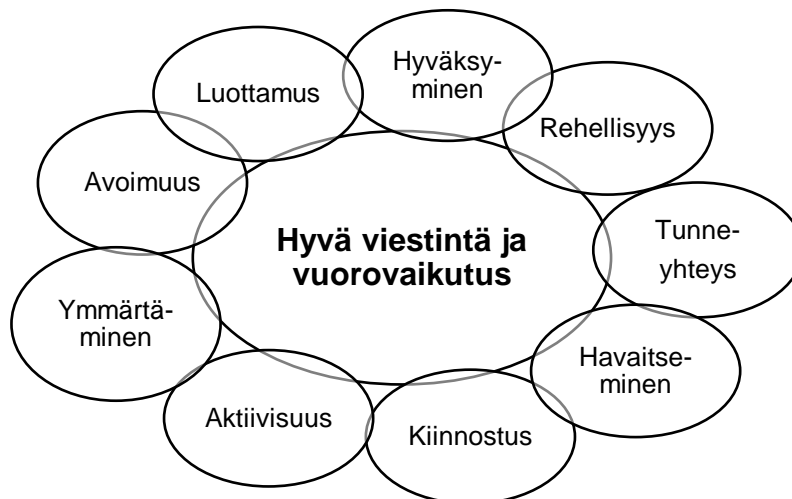 Hyväksy-
minen
Luottamus
Rehellisyys
Avoimuus
Hyvä viestintä ja
vuorovaikutus
Tunne-
yhteys
Ymmärtä-
minen
Havaitse-
minen
Aktiivisuus
Kiinnostus